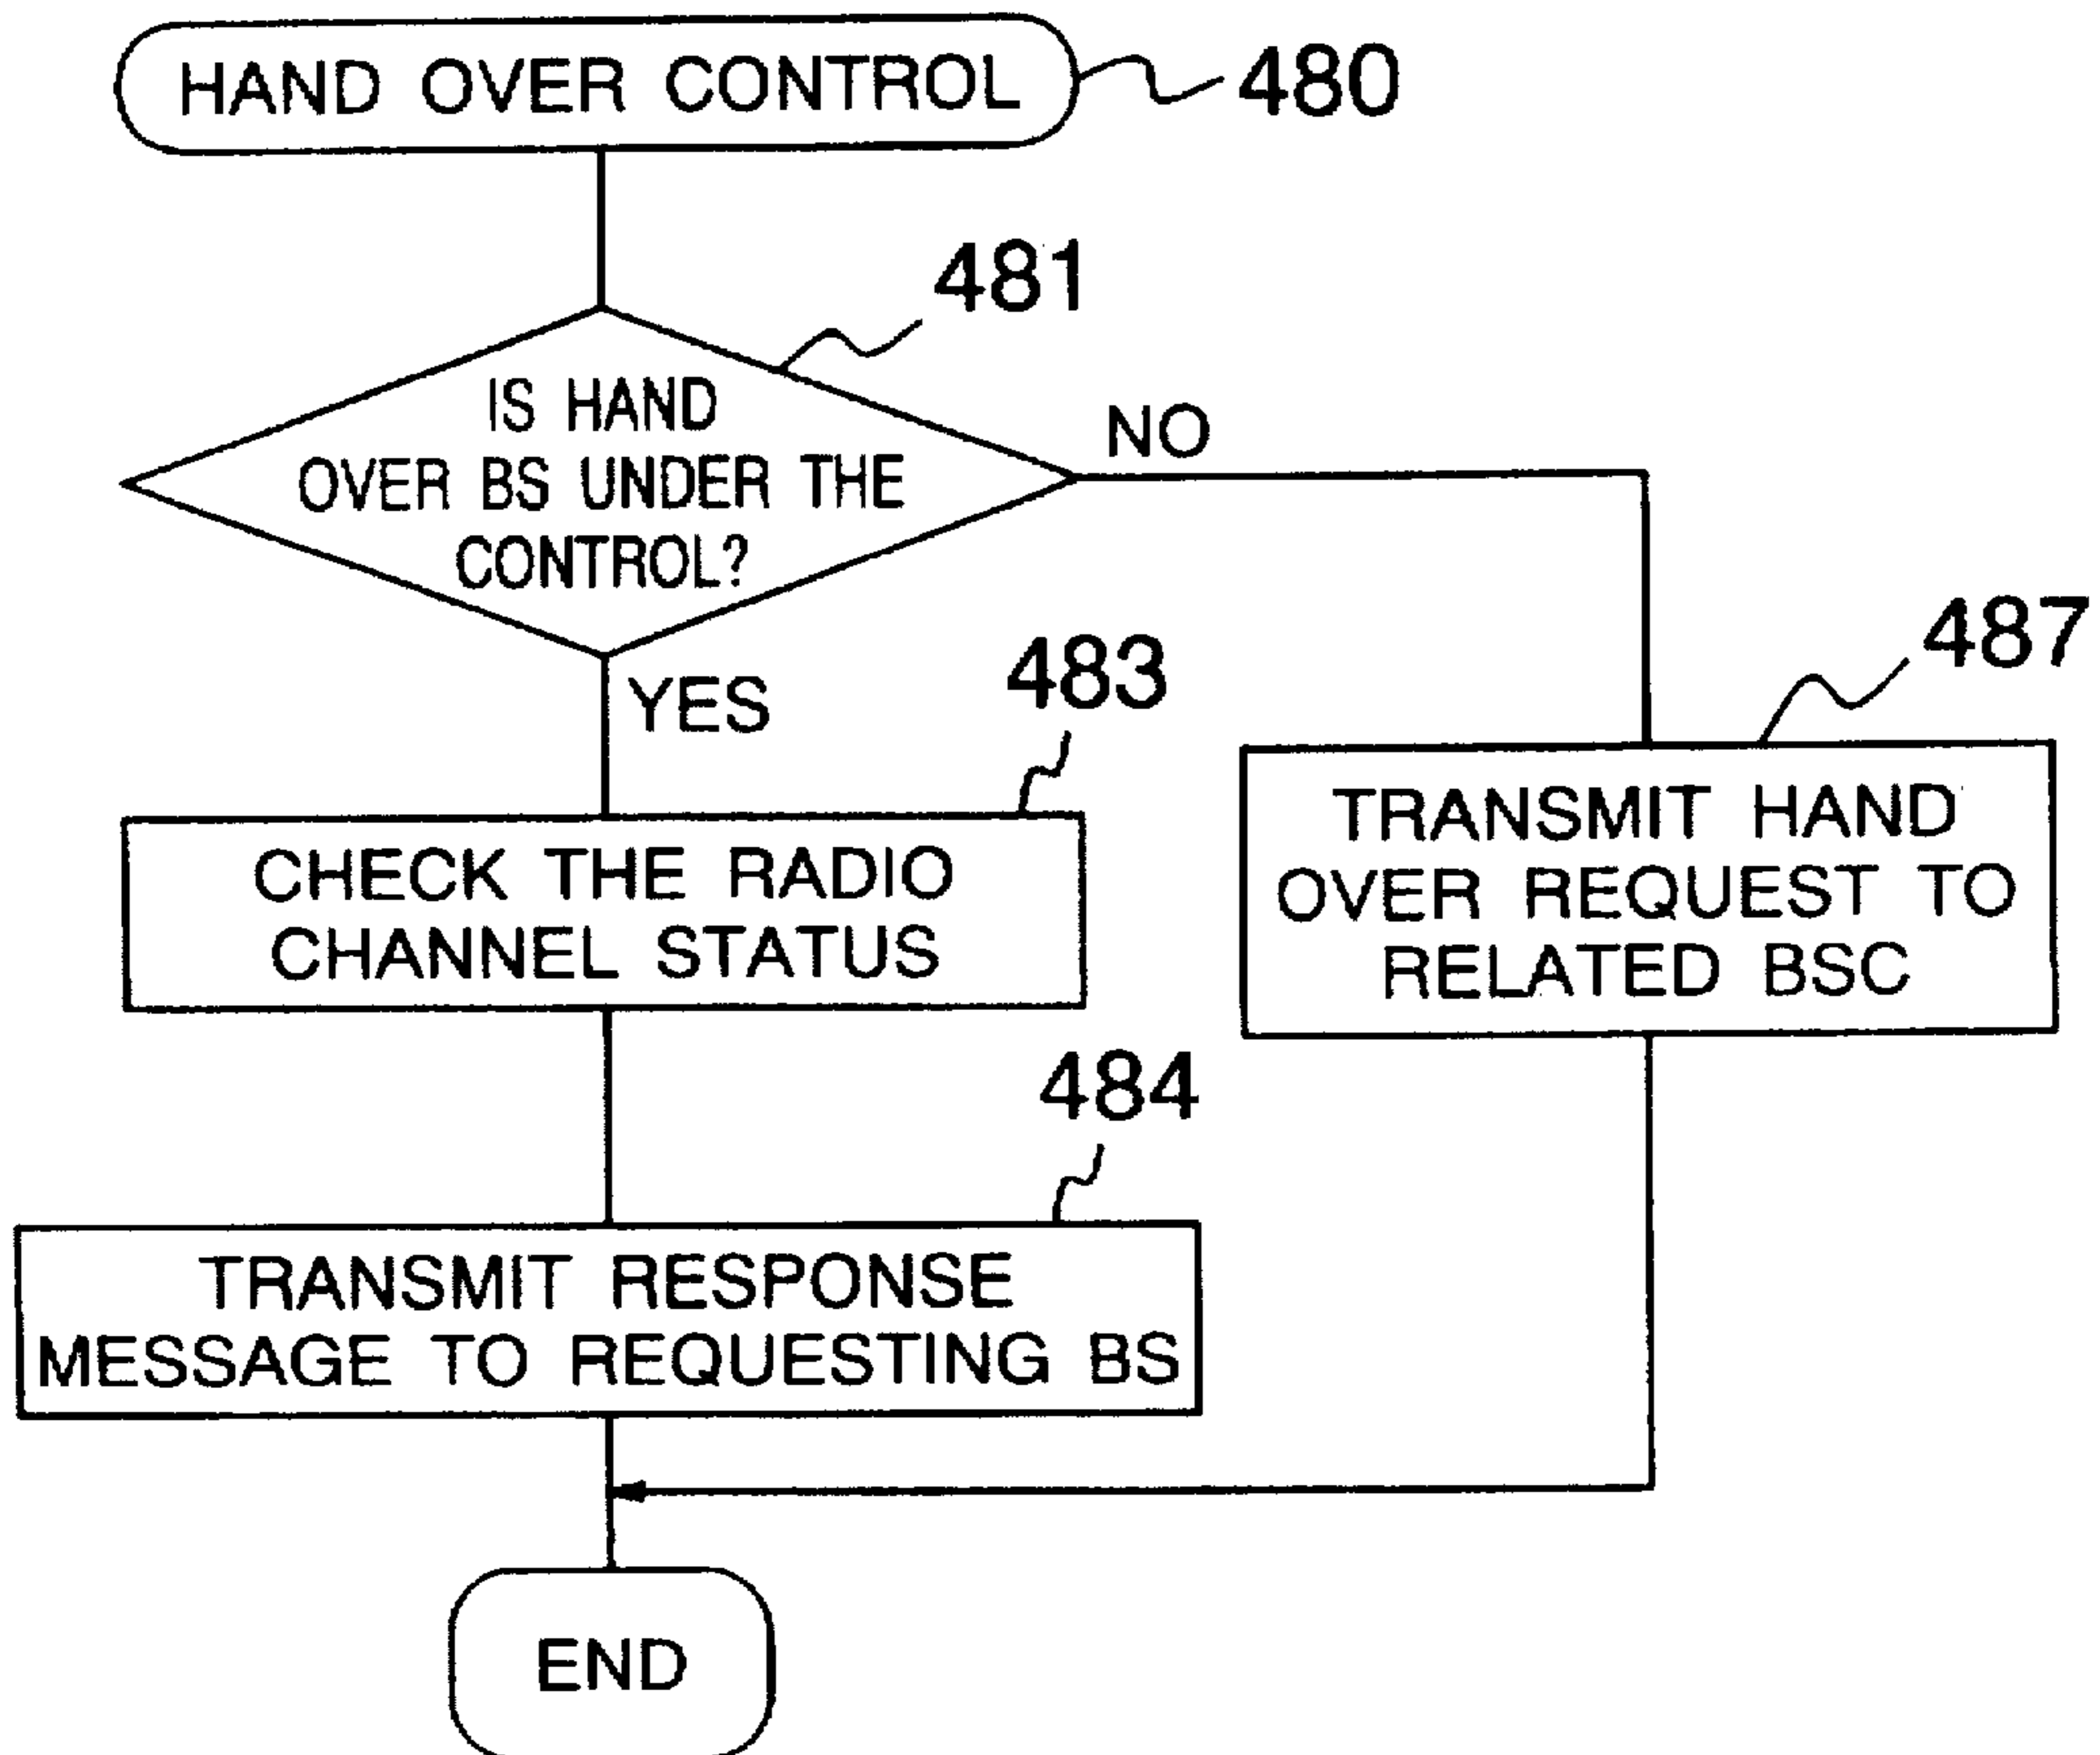 HAND OVER CONTROL
480
481
IS HAND
OVER BS UNDER THE
CONTROL?
NO
YES
483
487
CHECK THE RADIO
CHANNEL STATUS
TRANSMIT HAND
OVER REQUEST TO
RELATED BSC
484
TRANSMIT RESPONSE
MESSAGE TO REQUESTING BS
END